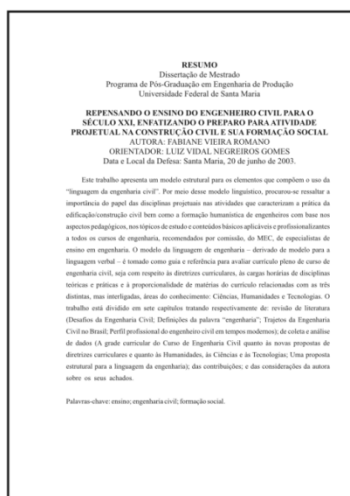 RESUMO
Dissertação de Mestrado
Programa de Pós-Graduação em Engenharia de Produção
Universidade Federal de Santa Maria
REPENSANDO O ENSINO DO ENGENHEIRO CIVIL PARA O
SÉCULO XXI, ENFATIZANDO O PREPARO PARA ATIVIDADE
PROJETUAL NA CONSTRUÇÃO CIVIL E SUA FORMAÇÃO SOCIAL
AUTORA: FABIANE VIEIRA ROMANO
ORIENTADOR: LUIZ VIDAL NEGREIROS GOMES
Data e Local da Defesa: Santa Maria, 20 de junho de 2003.
Este trabalho apresenta um modelo estrutural para os elementos que compõem o uso da
“linguagem da engenharia civil”. Por meio desse modelo linguístico, procurou-se ressaltar a
importância do papel das disciplinas projetuais nas atividades que caracterizam a prática da
edificação/construção civil bem como a formação humanística de engenheiros com base nos
aspectos pedagógicos, nos tópicos de estudo e conteúdos básicos aplicáveis e profissionalizantes
a todos os cursos de engenharia, recomendados por comissão, do MEC, de especialistas de
ensino em engenharia. O modelo da linguagem de engenharia – derivado de modelo para a
linguagem verbal – é tomado como guia e referência para avaliar currículo pleno de curso de
engenharia civil, seja com respeito às diretrizes curriculares, às cargas horárias de disciplinas
teóricas e práticas e à proporcionalidade de matérias do currículo relacionadas com as três
distintas, mas interligadas, áreas do conhecimento: Ciências, Humanidades e Tecnologias. O
trabalho está dividido em sete capítulos tratando respectivamente de: revisão de literatura
(Desafios da Engenharia Civil; Definições da palavra “engenharia”; Trajetos da Engenharia
Civil no Brasil; Perfil profissional do engenheiro civil em tempos modernos); de coleta e análise
de dados (A grade curricular do Curso de Engenharia Civil quanto às novas propostas de
diretrizes curriculares e quanto às Humanidades, às Ciências e às Tecnologias; Uma proposta
estrutural para a linguagem da engenharia); das contribuições; e das considerações da autora
sobre os seus achados.
Palavras-chave: ensino; engenharia civil; formação social.